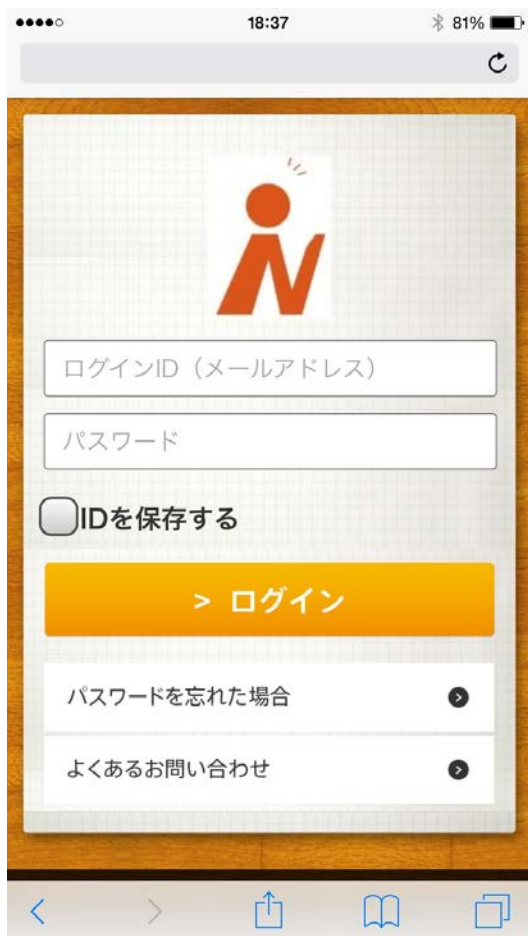 18:37
81%
ログインID（メールアドレス）
パスワード
IDを保存する
> ログイン
パスワードを忘れた場合
よくあるお問い合わせ